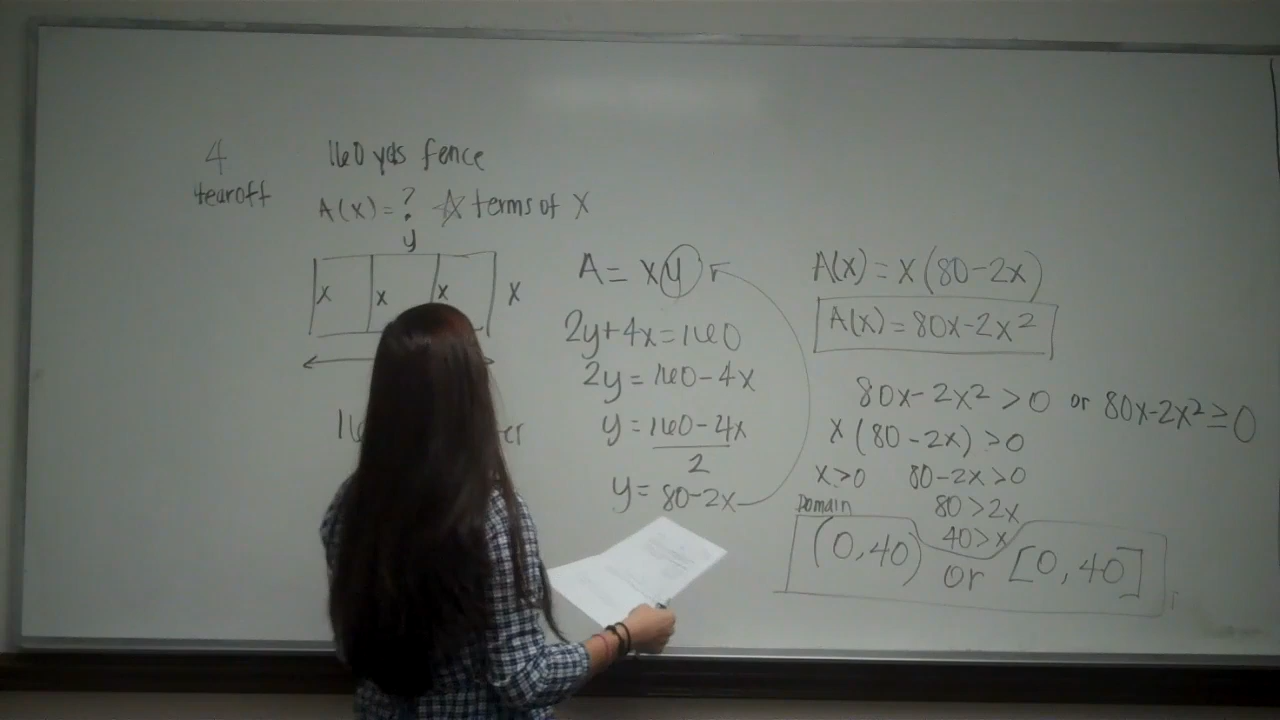 4
tearoff
160 yds fence
A(x) = ? ☆ terms of x
y
x x x x
A = xy
2y+4x=160
2y = 160-4x
y = 160-4x
2
y = 80-2x
A(x) = x(80-2x)
A(x) = 80x-2x²
80x-2x² >0 or 80x-2x² ≥0
x(80-2x) >0
x>0 80-2x>0
80>2x
40>x
Domain
(0,40) or [0,40]